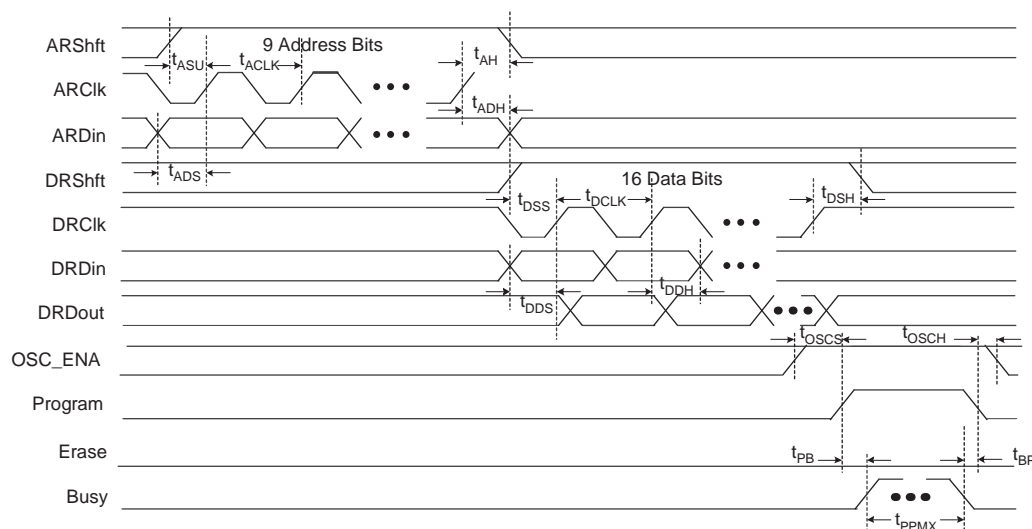 ARShft
9 Address Bits
tASU
tACLK
tAH
ARClk
tADH
ARDin
tADS
DRShft
16 Data Bits
tDSS
tDCLK
tDSH
DRClk
DRDin
tDDS
tDDH
DRDout
tOSCS
tOSCH
OSC_ENA
Program
Erase
tPB
tBP
Busy
tPPMX